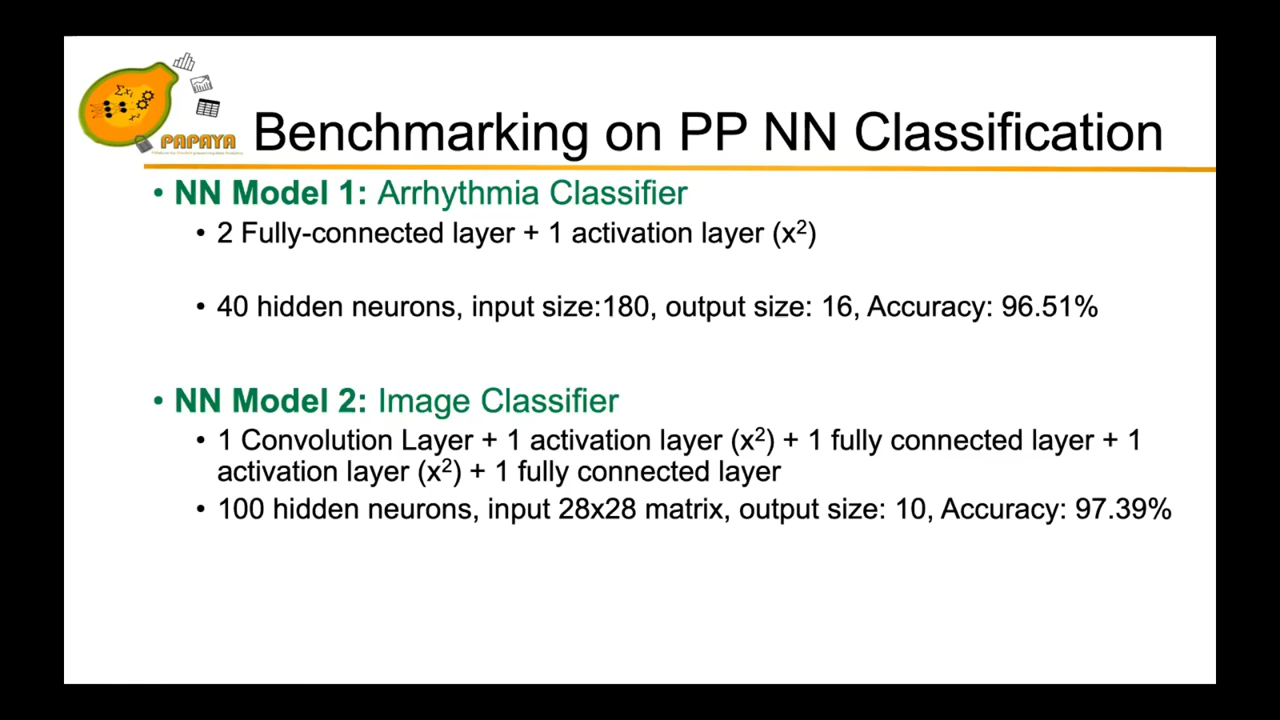 PAPAYA
Benchmarking on PP NN Classification
• NN Model 1: Arrhythmia Classifier
• 2 Fully-connected layer + 1 activation layer (x²)
• 40 hidden neurons, input size:180, output size: 16, Accuracy: 96.51%
• NN Model 2: Image Classifier
• 1 Convolution Layer + 1 activation layer (x²) + 1 fully connected layer + 1
activation layer (x²) + 1 fully connected layer
• 100 hidden neurons, input 28x28 matrix, output size: 10, Accuracy: 97.39%